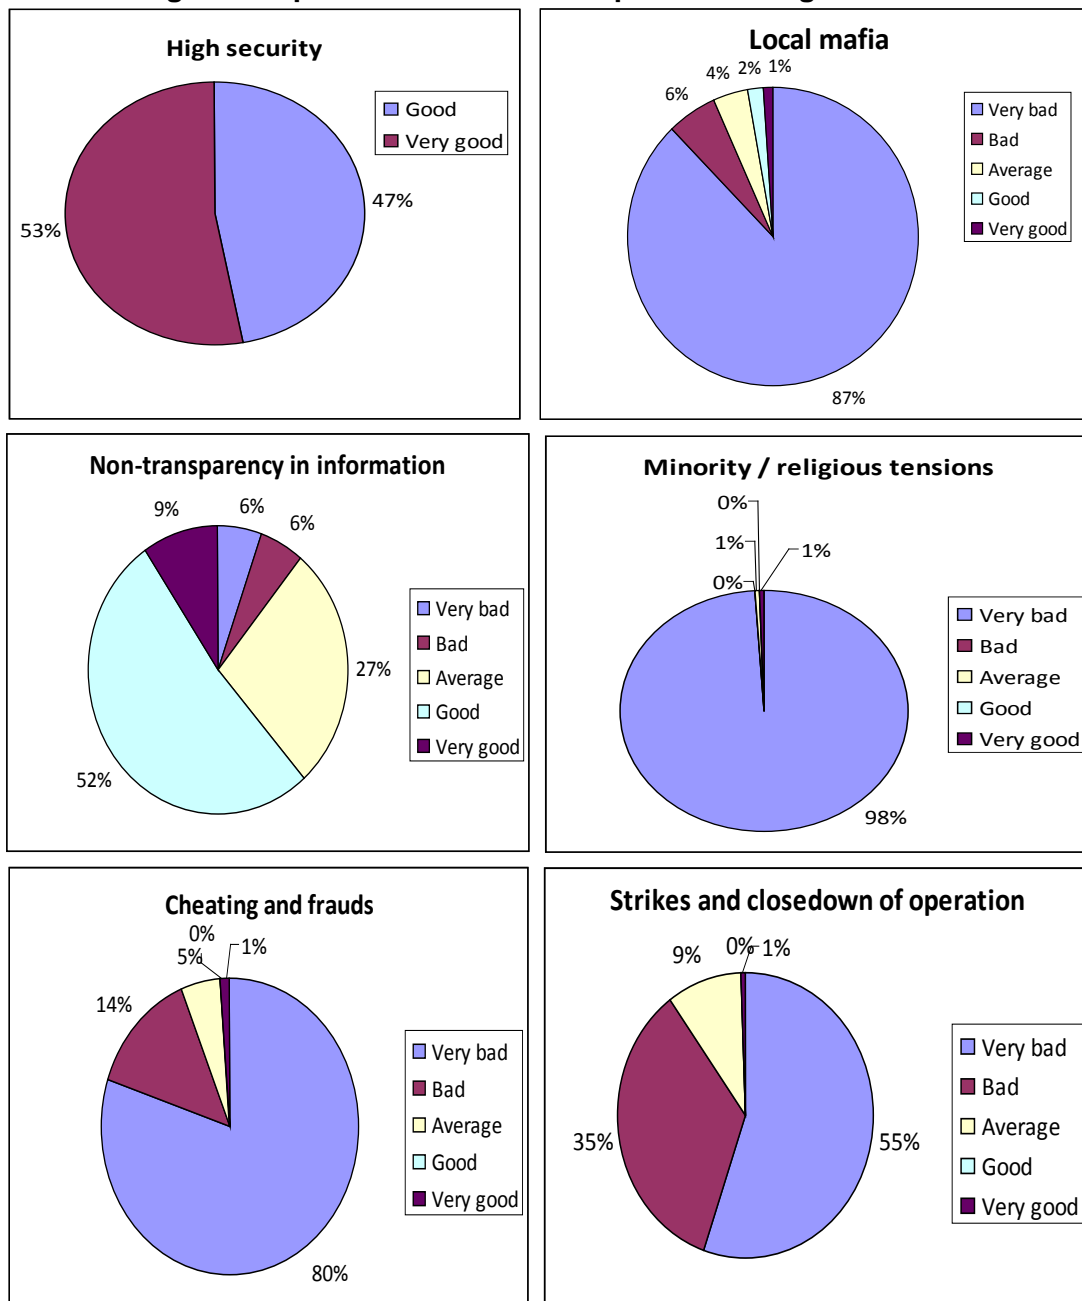 High security
Good
Very good
47%
53%
Local mafia
6%
4%
2%
1%
Very bad
Bad
Average
Good
Very good
87%
Non-transparency in information
9%
6%
6%
27%
52%
Very bad
Bad
Average
Good
Very good
Minority / religious tensions
0%
1%
1%
0%
98%
Very bad
Bad
Average
Good
Very good
Cheating and frauds
0%
1%
5%
14%
80%
Very bad
Bad
Average
Good
Very good
Strikes and closedown of operation
9%
0%
1%
35%
55%
Very bad
Bad
Average
Good
Very good